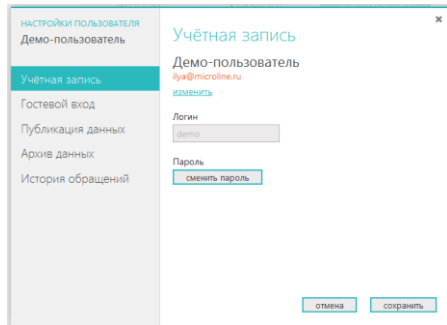 НАСТРОЙКИ ПОЛЬЗОВАТЕЛЯ
Демо-пользователь
Учётная запись
Гостевой вход
Публикация данных
Архив данных
История обращений
Учётная запись
Демо-пользователь
ilya@microline.ru
изменить
Логин
demo
Пароль
сменить пароль
отмена
сохранить